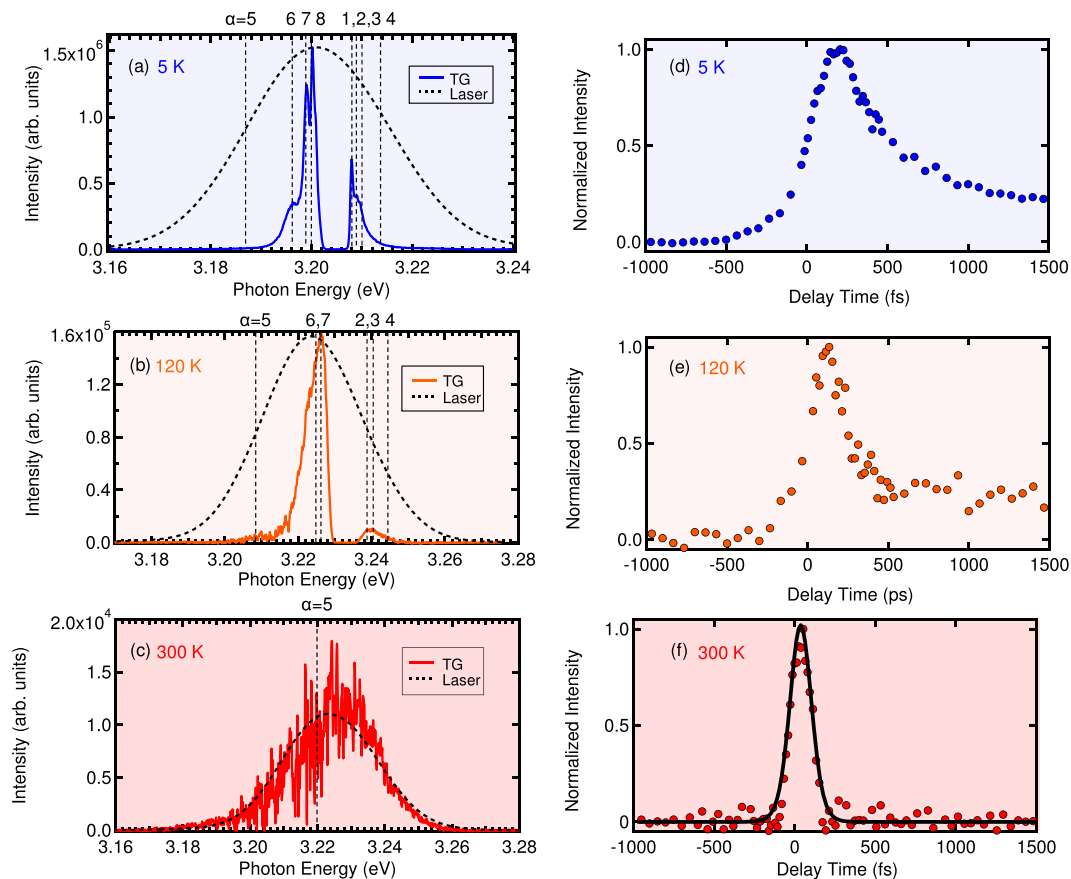 α=5 6 7 8 1,2,3 4
1.5x10⁶
1.0
0.5
0.0
Intensity (arb. units)
(a) 5 K
TG
Laser
3.16 3.18 3.20 3.22 3.24
Photon Energy (eV)
(d) 5 K
1.0
0.5
0.0
Normalized Intensity
-1000 -500 0 500 1000 1500
Delay Time (fs)
α=5 6,7 2,3 4
1.6x10⁵
1.2
0.8
0.4
0.0
Intensity (arb. units)
(b) 120 K
TG
Laser
3.18 3.20 3.22 3.24 3.26 3.28
Photon Energy (eV)
(e) 120 K
1.0
0.5
0.0
Normalized Intensity
-1000 -500 0 500 1000 1500
Delay Time (ps)
α=5
2.0x10⁴
1.5
1.0
0.5
0.0
Intensity (arb. units)
(c) 300 K
TG
Laser
3.16 3.18 3.20 3.22 3.24 3.26 3.28
Photon Energy (eV)
(f) 300 K
1.0
0.5
0
Normalized Intensity
-1000 -500 0 500 1000 1500
Delay Time (fs)